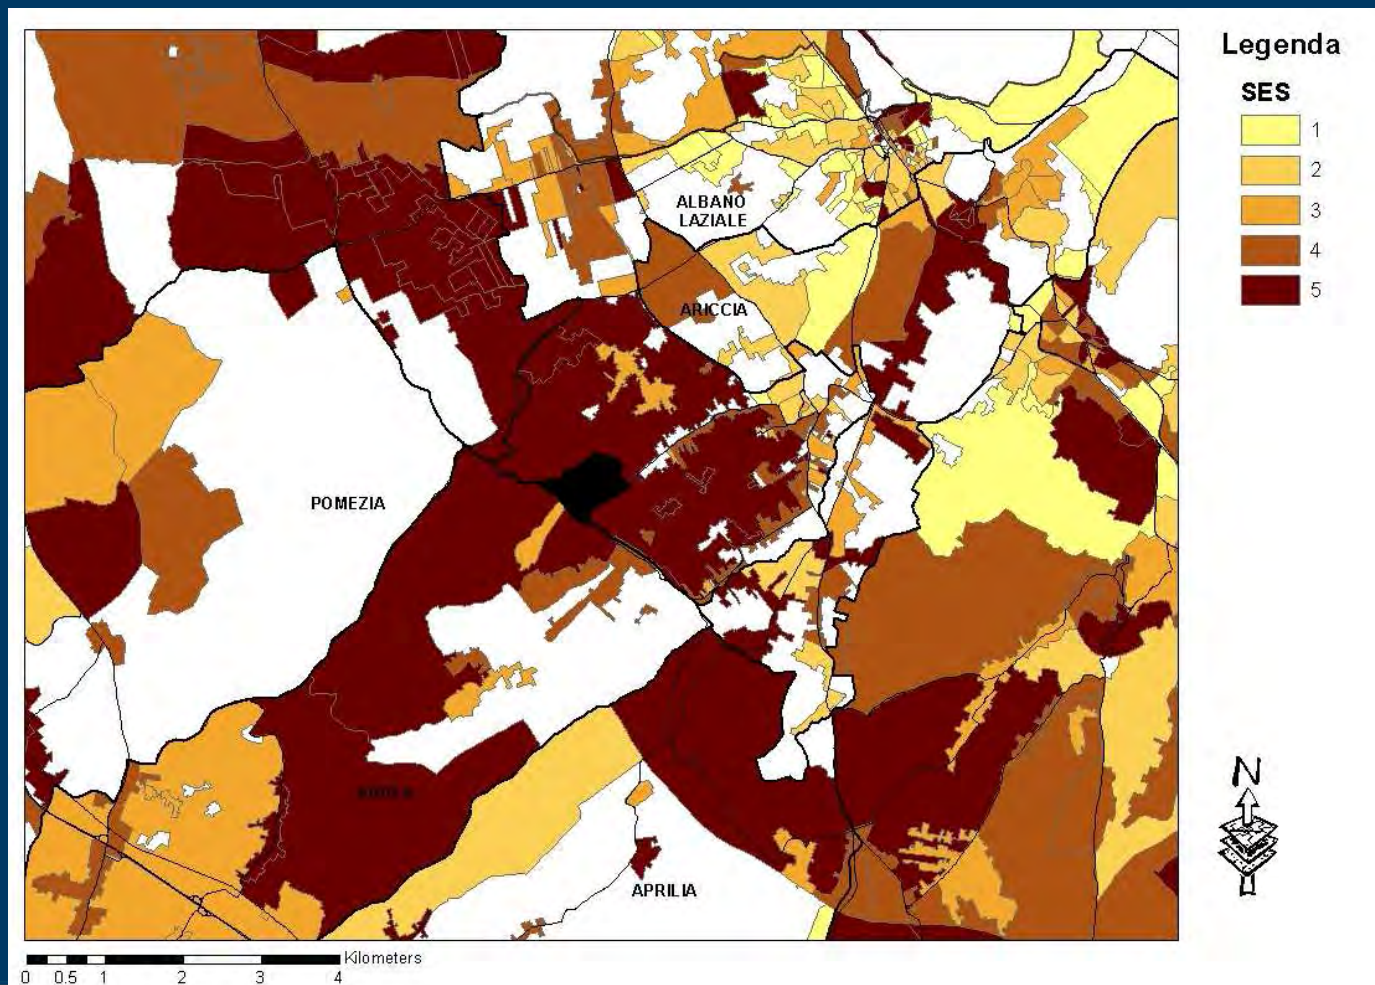 Legenda
SES
1
2
3
4
5
ALBANO
LAZIALE
ARICCIA
POMEZIA
APRILIA
N
Kilometers
0 0.5 1 2 3 4